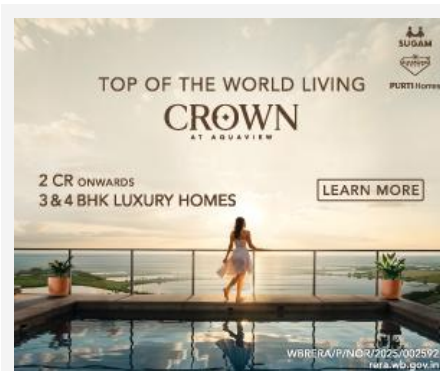 SUGAM
PURTI Homes
TOP OF THE WORLD LIVING
CROWN
AT AQUAVIEW
2 CR ONWARDS
3 & 4 BHK LUXURY HOMES
LEARN MORE
WBRERA/P/NOR/2025/002592
rera.wb.gov.in